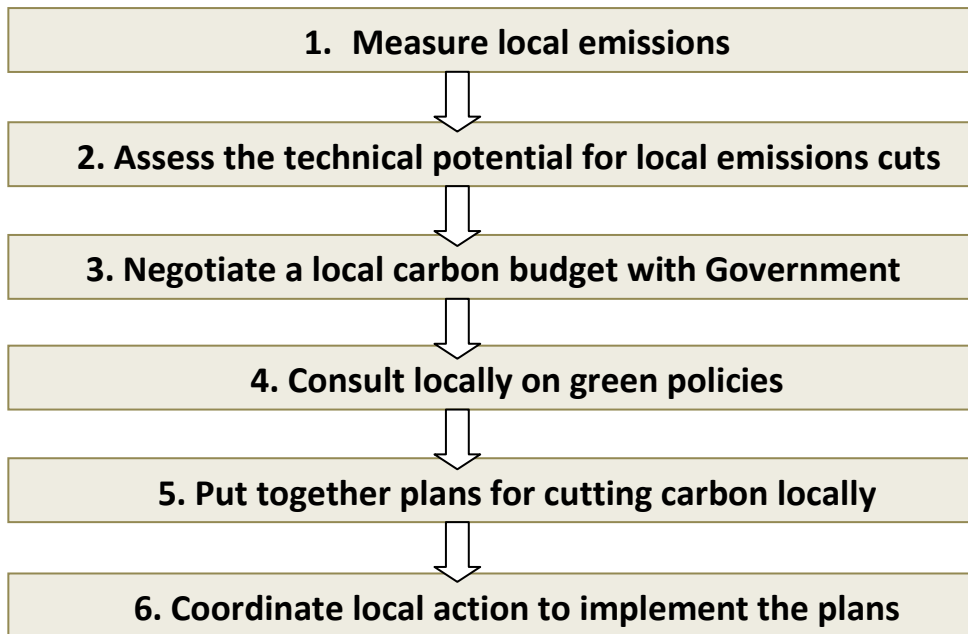 1. Measure local emissions
2. Assess the technical potential for local emissions cuts
3. Negotiate a local carbon budget with Government
4. Consult locally on green policies
5. Put together plans for cutting carbon locally
6. Coordinate local action to implement the plans